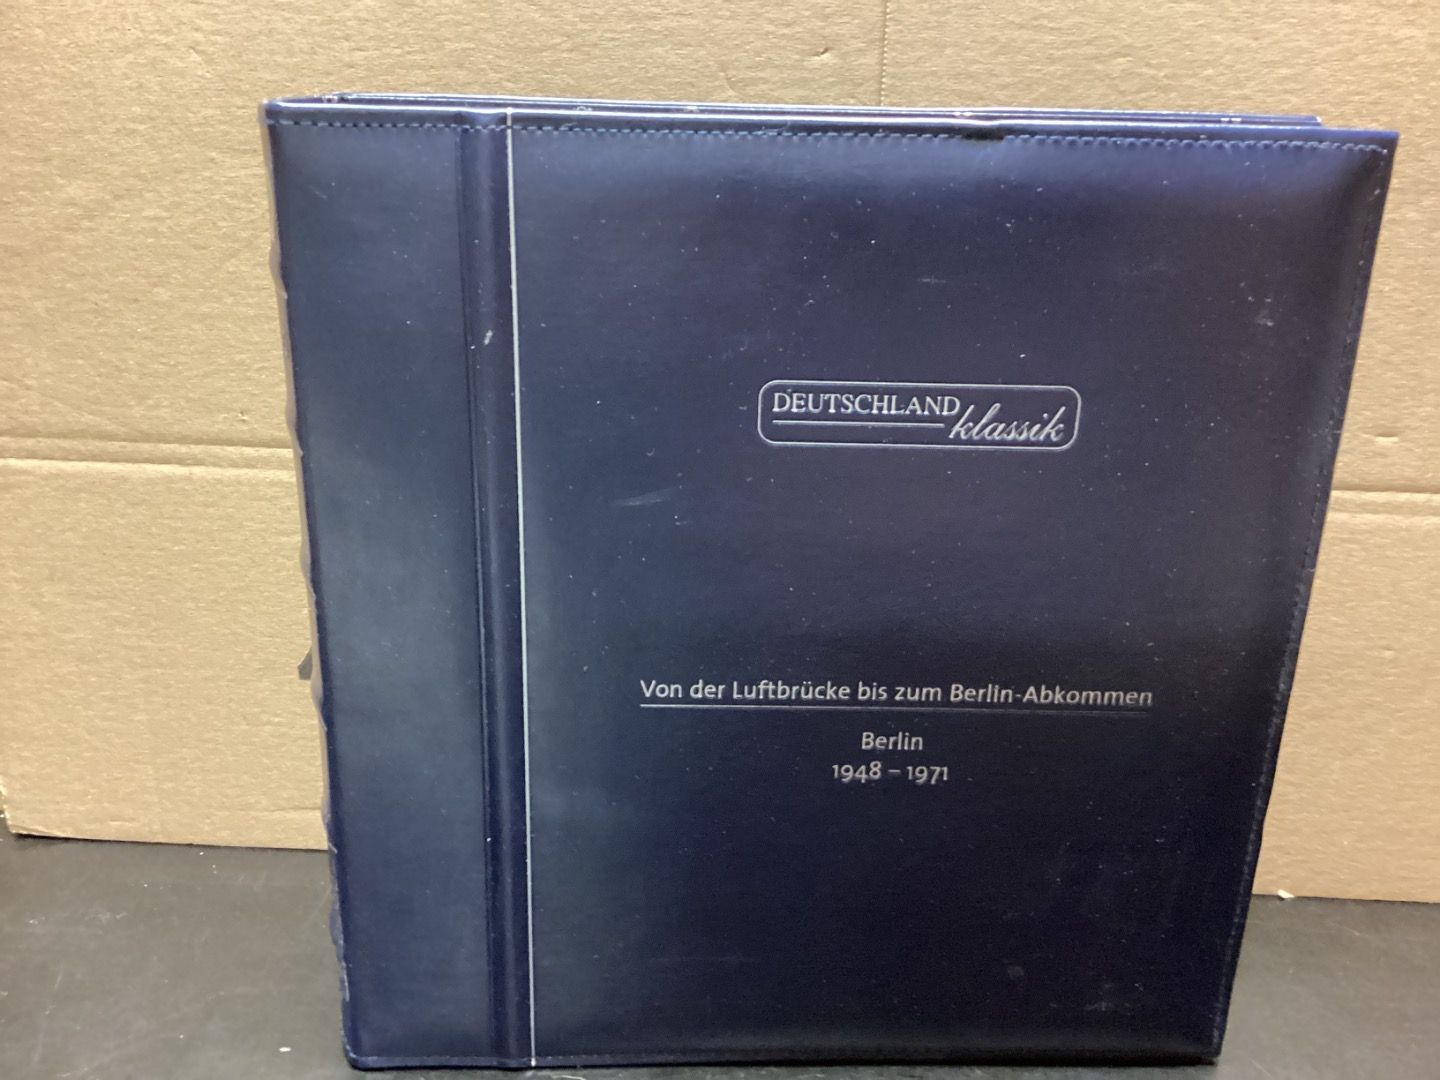 DEUTSCHLAND
klassik
Von der Luftbrücke bis zum Berlin-Abkommen
Berlin
1948 – 1971